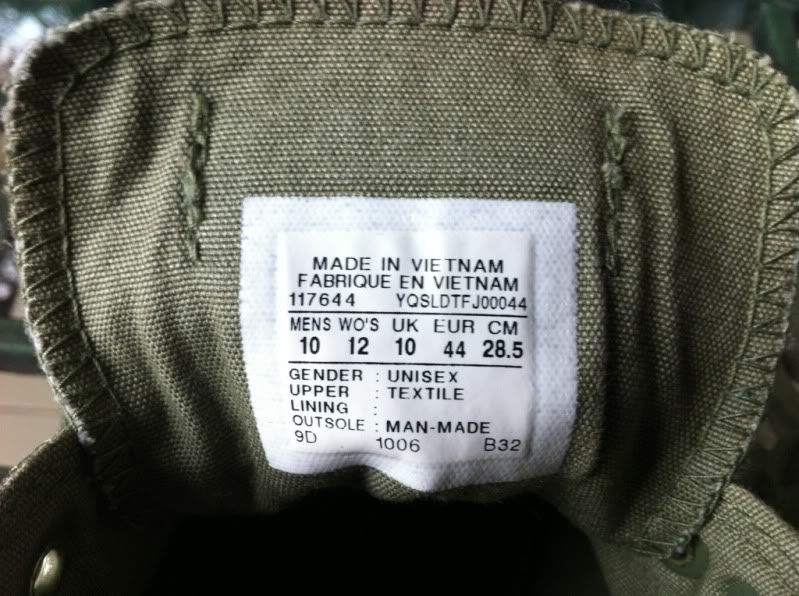 MADE IN VIETNAM
FABRIQUE EN VIETNAM
117644 YQSLDTFJ00044
MENS WO'S UK EUR CM
10 12 10 44 28.5
GENDER : UNISEX
UPPER : TEXTILE
LINING :
OUTSOLE : MAN-MADE
9D 1006 B32